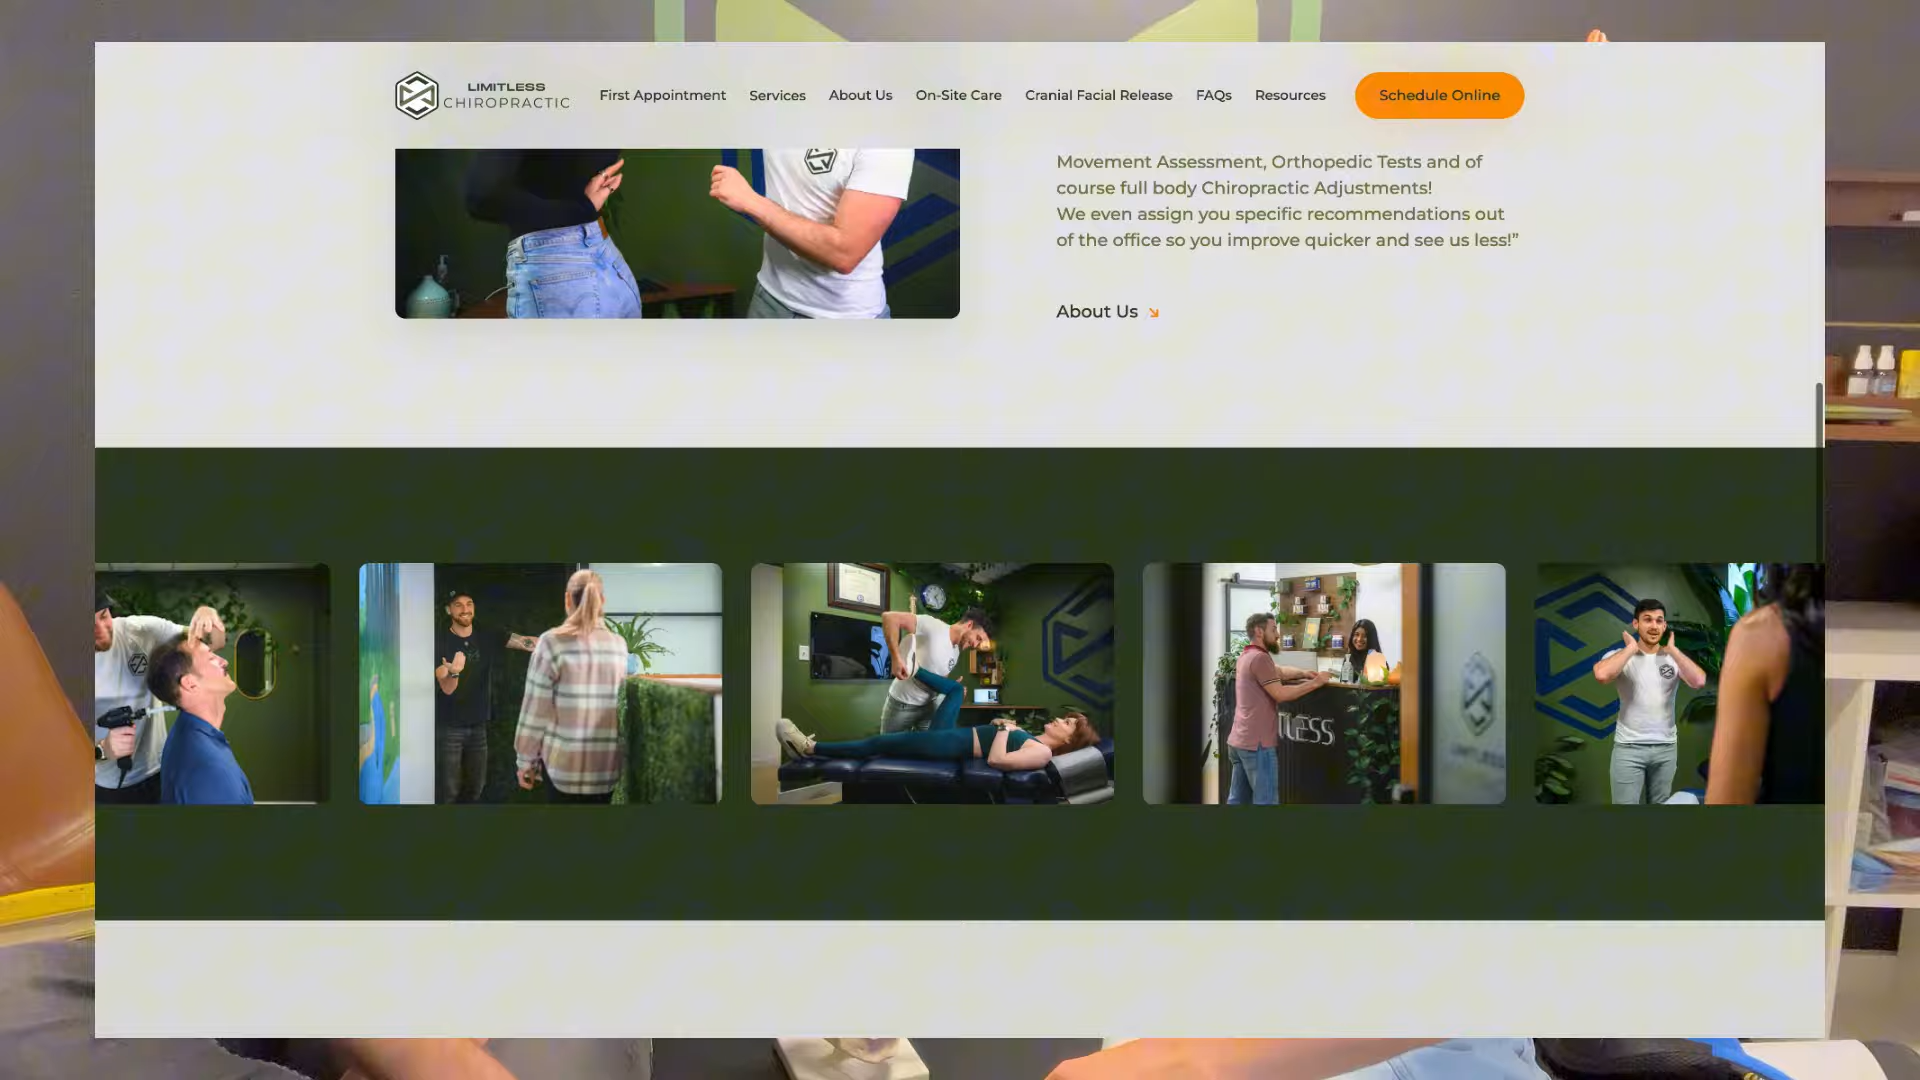 LIMITLESS
CHIROPRACTIC
First Appointment
Services
About Us
On-Site Care
Cranial Facial Release
FAQs
Resources
Schedule Online
Movement Assessment, Orthopedic Tests and of
course full body Chiropractic Adjustments!
We even assign you specific recommendations out
of the office so you improve quicker and see us less!”
About Us